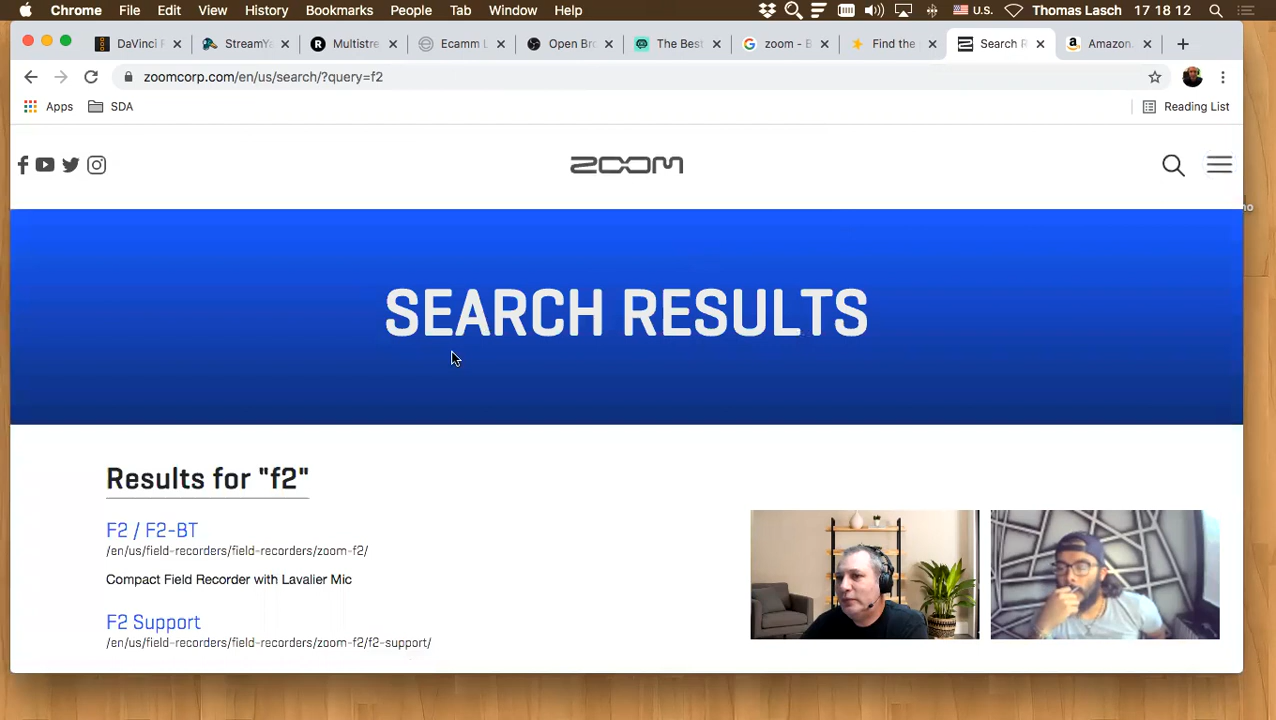 Chrome File Edit View History Bookmarks People Tab Window Help U.S. Thomas Lasch 17 18 12
DaVinci F StreamYa Multistre Ecamm L Open Bro The Best zoom - B Find the Search R Amazon.
zoomcorp.com/en/us/search/?query=f2
Apps SDA Reading List
ZOOM
SEARCH RESULTS
Results for "f2"
F2 / F2-BT
/en/us/field-recorders/field-recorders/zoom-f2/
Compact Field Recorder with Lavalier Mic
F2 Support
/en/us/field-recorders/field-recorders/zoom-f2/f2-support/